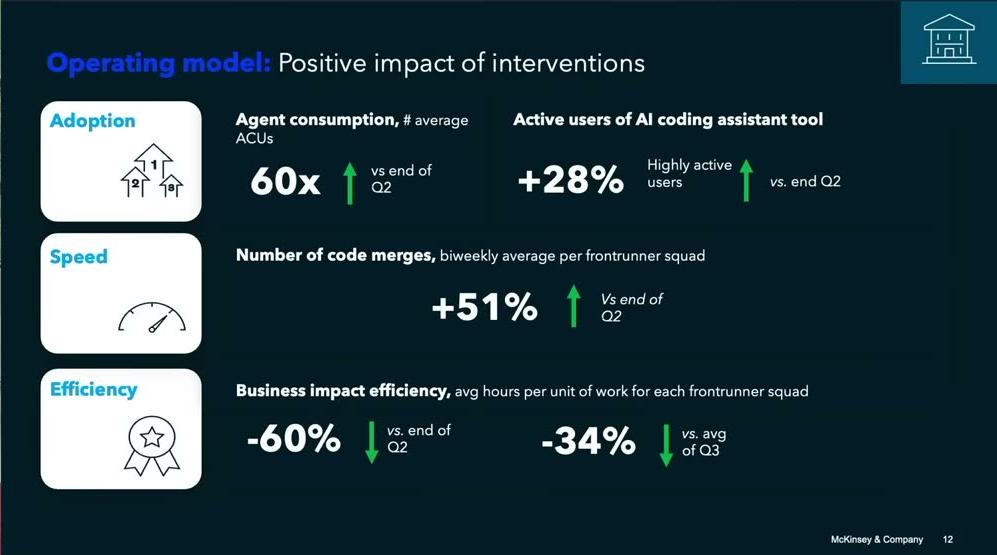 Operating model: Positive impact of interventions
Adoption
1
2
3
Agent consumption, # average
ACUs
60x
vs end of
Q2
Active users of AI coding assistant tool
+28%
Highly active
users
vs. end Q2
Speed
Number of code merges, biweekly average per frontrunner squad
+51%
Vs end of
Q2
Efficiency
Business impact efficiency, avg hours per unit of work for each frontrunner squad
-60%
vs. end of
Q2
-34%
vs. avg
of Q3
McKinsey & Company 12